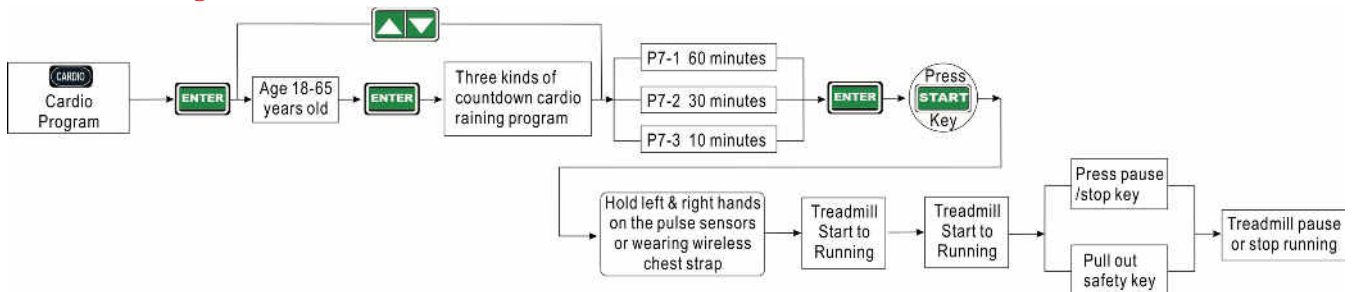 CARDIO
Cardio
Program
ENTER
Age 18-65
years old
ENTER
Three kinds of
countdown cardio
raining program
P7-1 60 minutes
P7-2 30 minutes
P7-3 10 minutes
ENTER
Press
START
Key
Hold left & right hands
on the pulse sensors
or wearing wireless
chest strap
Treadmill
Start to
Running
Treadmill
Start to
Running
Press pause
/stop key
Pull out
safety key
Treadmill pause
or stop running